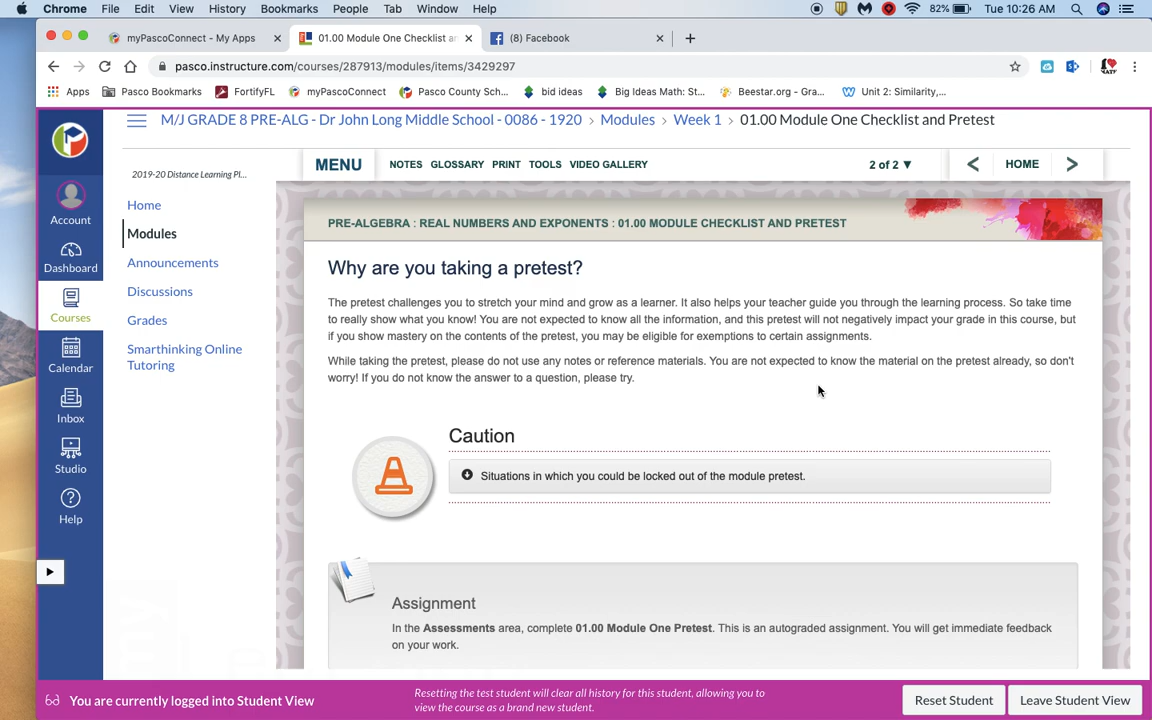 Chrome File Edit View History Bookmarks People Tab Window Help 82% Tue 10:26 AM
myPascoConnect - My Apps 01.00 Module One Checklist an (8) Facebook
pasco.instructure.com/courses/287913/modules/items/3429297
Apps Pasco Bookmarks FortifyFL myPascoConnect Pasco County Sch... bid ideas Big Ideas Math: St... Beestar.org - Gra... Unit 2: Similarity,...
M/J GRADE 8 PRE-ALG - Dr John Long Middle School - 0086 - 1920 > Modules > Week 1 > 01.00 Module One Checklist and Pretest
MENU NOTES GLOSSARY PRINT TOOLS VIDEO GALLERY 2 of 2 ▼ < HOME >
2019-20 Distance Learning Pl...
Home
Modules
Announcements
Discussions
Grades
Smarthinking Online
Tutoring
Account
Dashboard
Courses
Calendar
Inbox
Studio
Help
PRE-ALGEBRA : REAL NUMBERS AND EXPONENTS : 01.00 MODULE CHECKLIST AND PRETEST
Why are you taking a pretest?
The pretest challenges you to stretch your mind and grow as a learner. It also helps your teacher guide you through the learning process. So take time
to really show what you know! You are not expected to know all the information, and this pretest will not negatively impact your grade in this course, but
if you show mastery on the contents of the pretest, you may be eligible for exemptions to certain assignments.
While taking the pretest, please do not use any notes or reference materials. You are not expected to know the material on the pretest already, so don't
worry! If you do not know the answer to a question, please try.
Caution
Situations in which you could be locked out of the module pretest.
Assignment
In the Assessments area, complete 01.00 Module One Pretest. This is an autograded assignment. You will get immediate feedback
on your work.
You are currently logged into Student View
Resetting the test student will clear all history for this student, allowing you to
view the course as a brand new student.
Reset Student Leave Student View